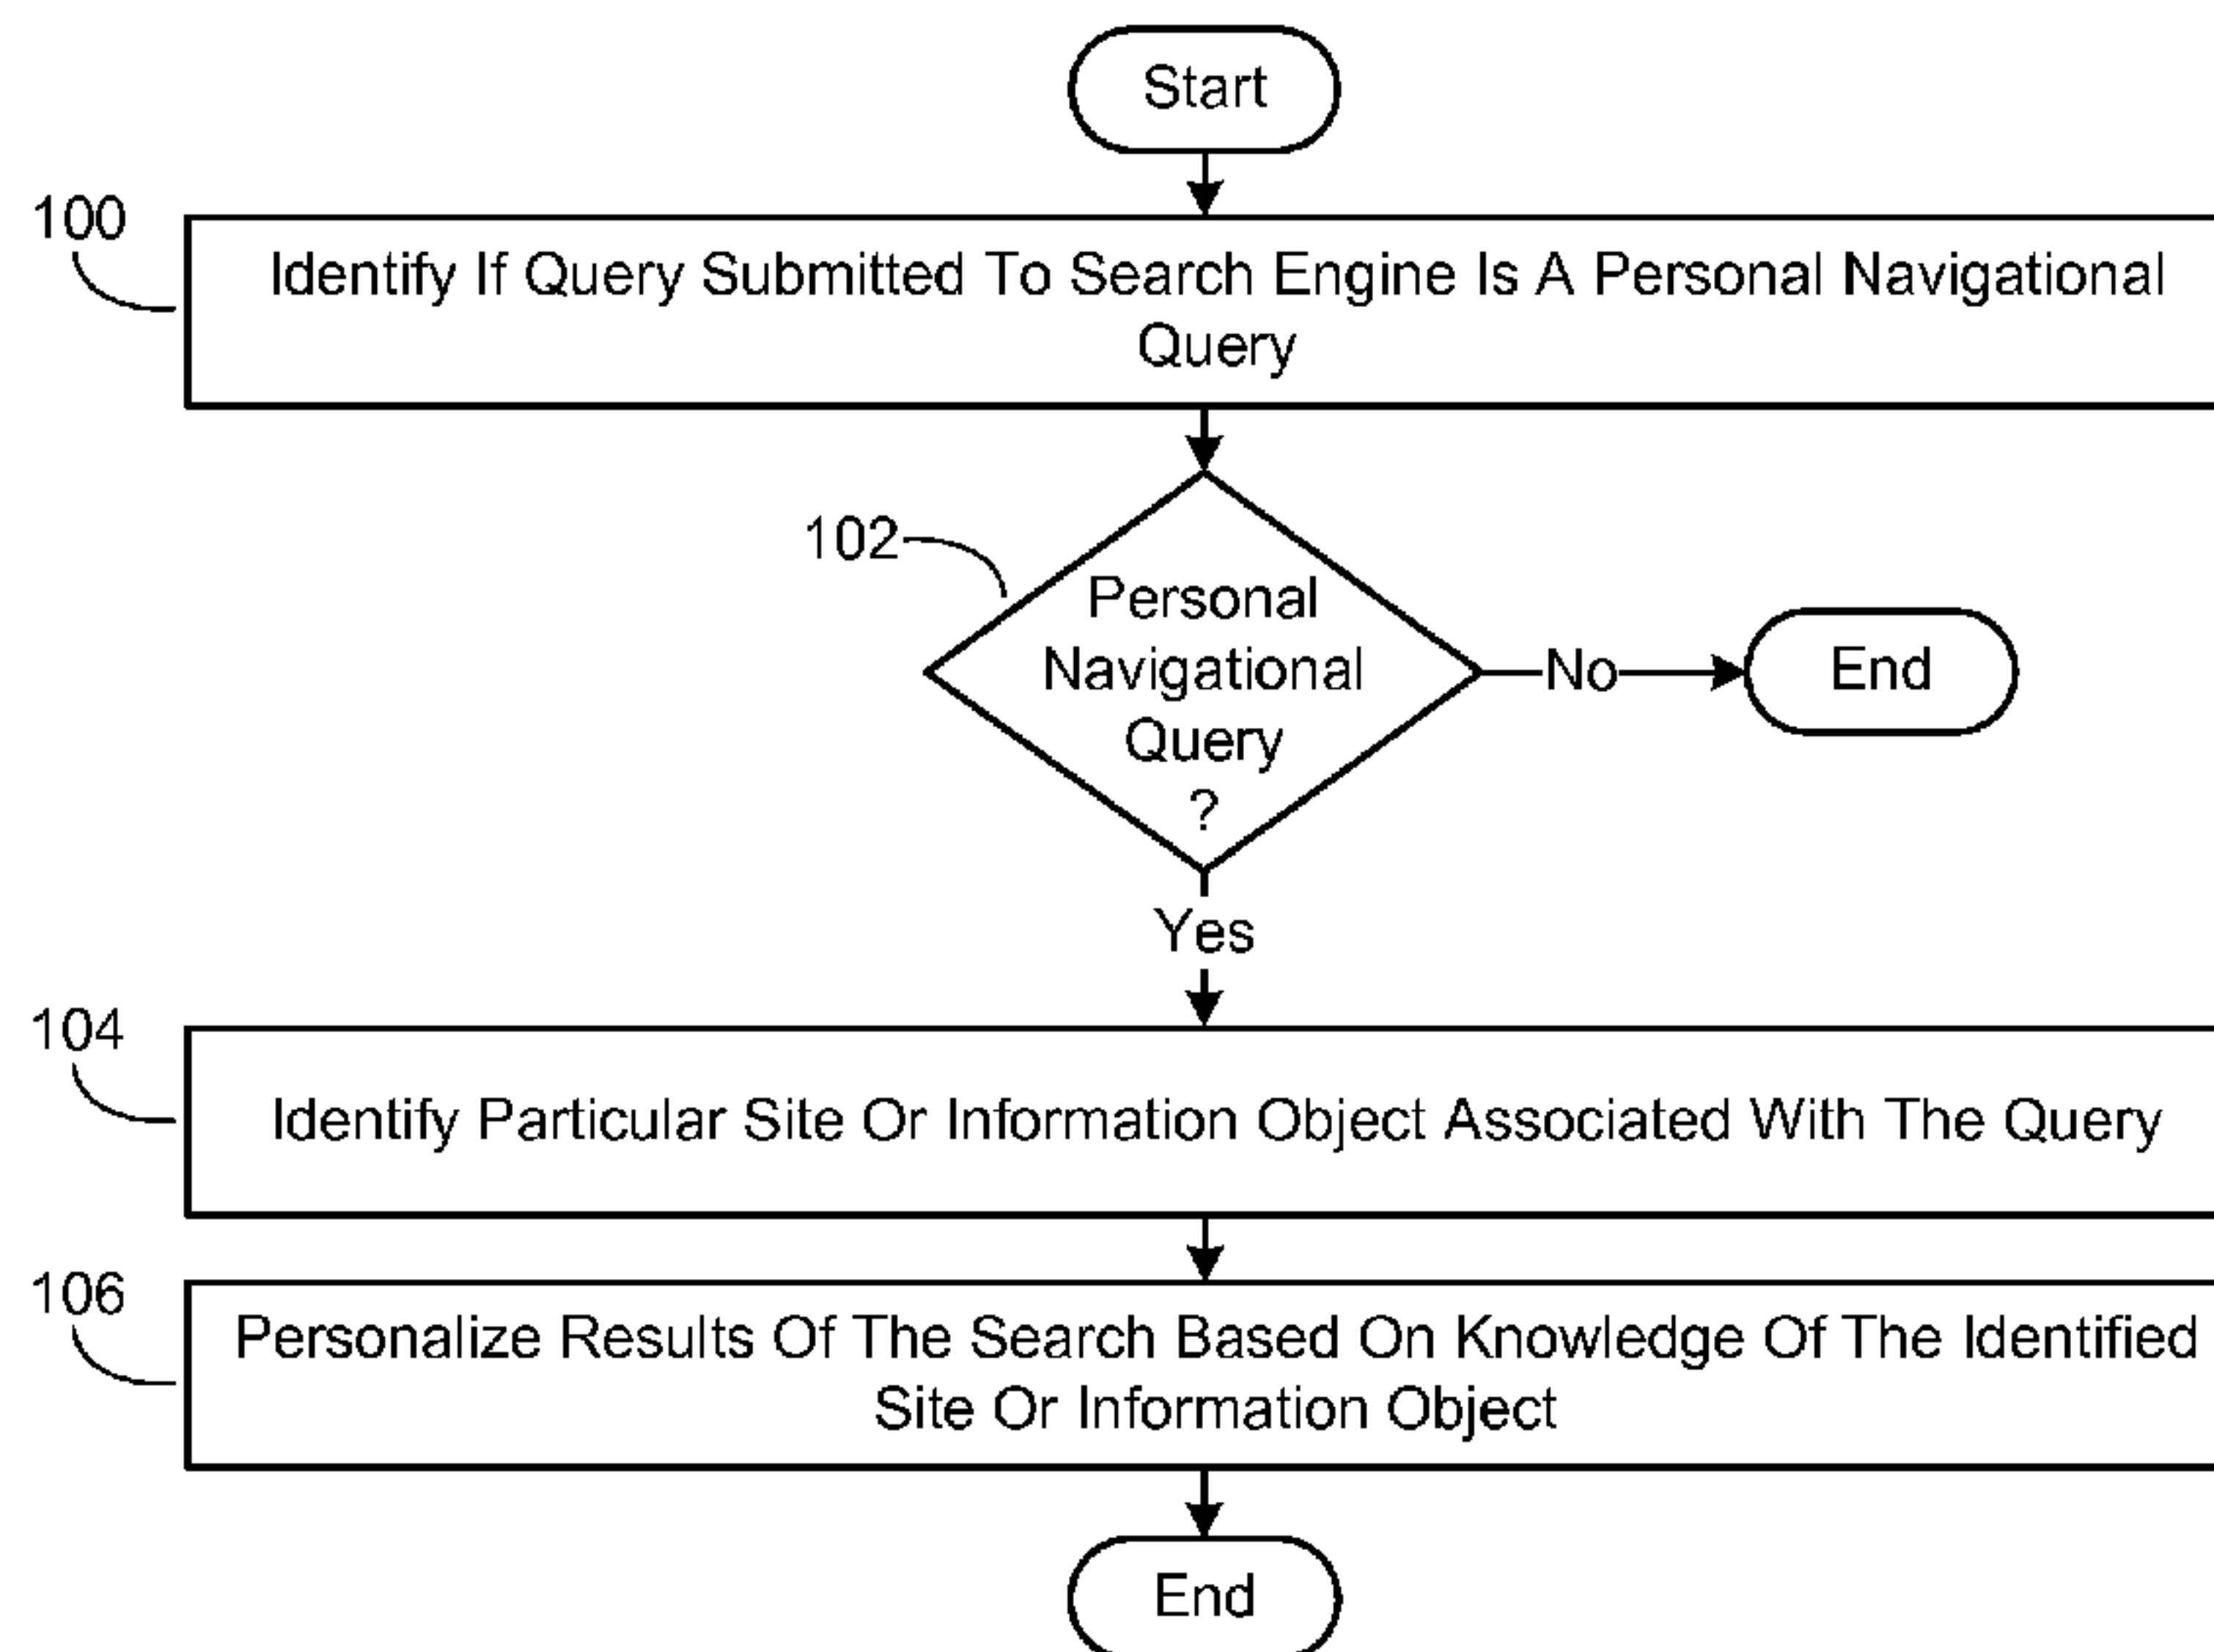 Start
100
Identify If Query Submitted To Search Engine Is A Personal Navigational
Query
102
Personal
Navigational
Query
?
No
End
Yes
104
Identify Particular Site Or Information Object Associated With The Query
106
Personalize Results Of The Search Based On Knowledge Of The Identified
Site Or Information Object
End